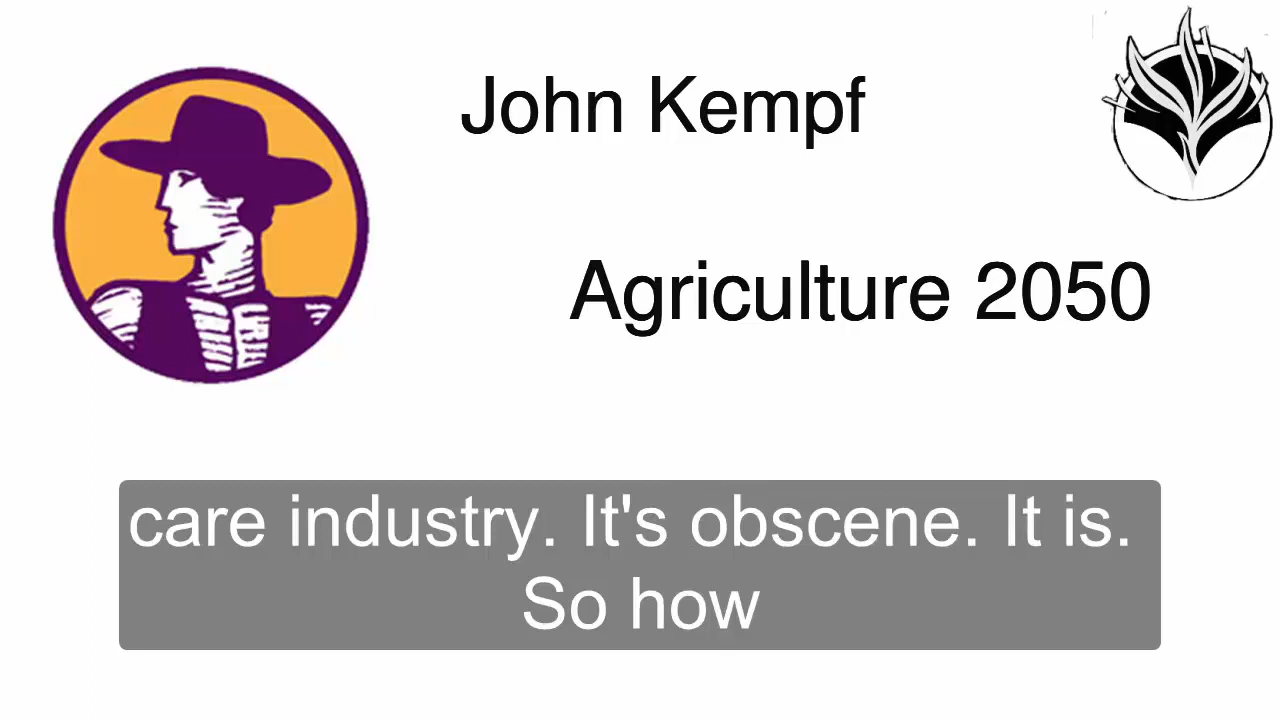 John Kempf
Agriculture 2050
care industry. It's obscene. It is.
So how